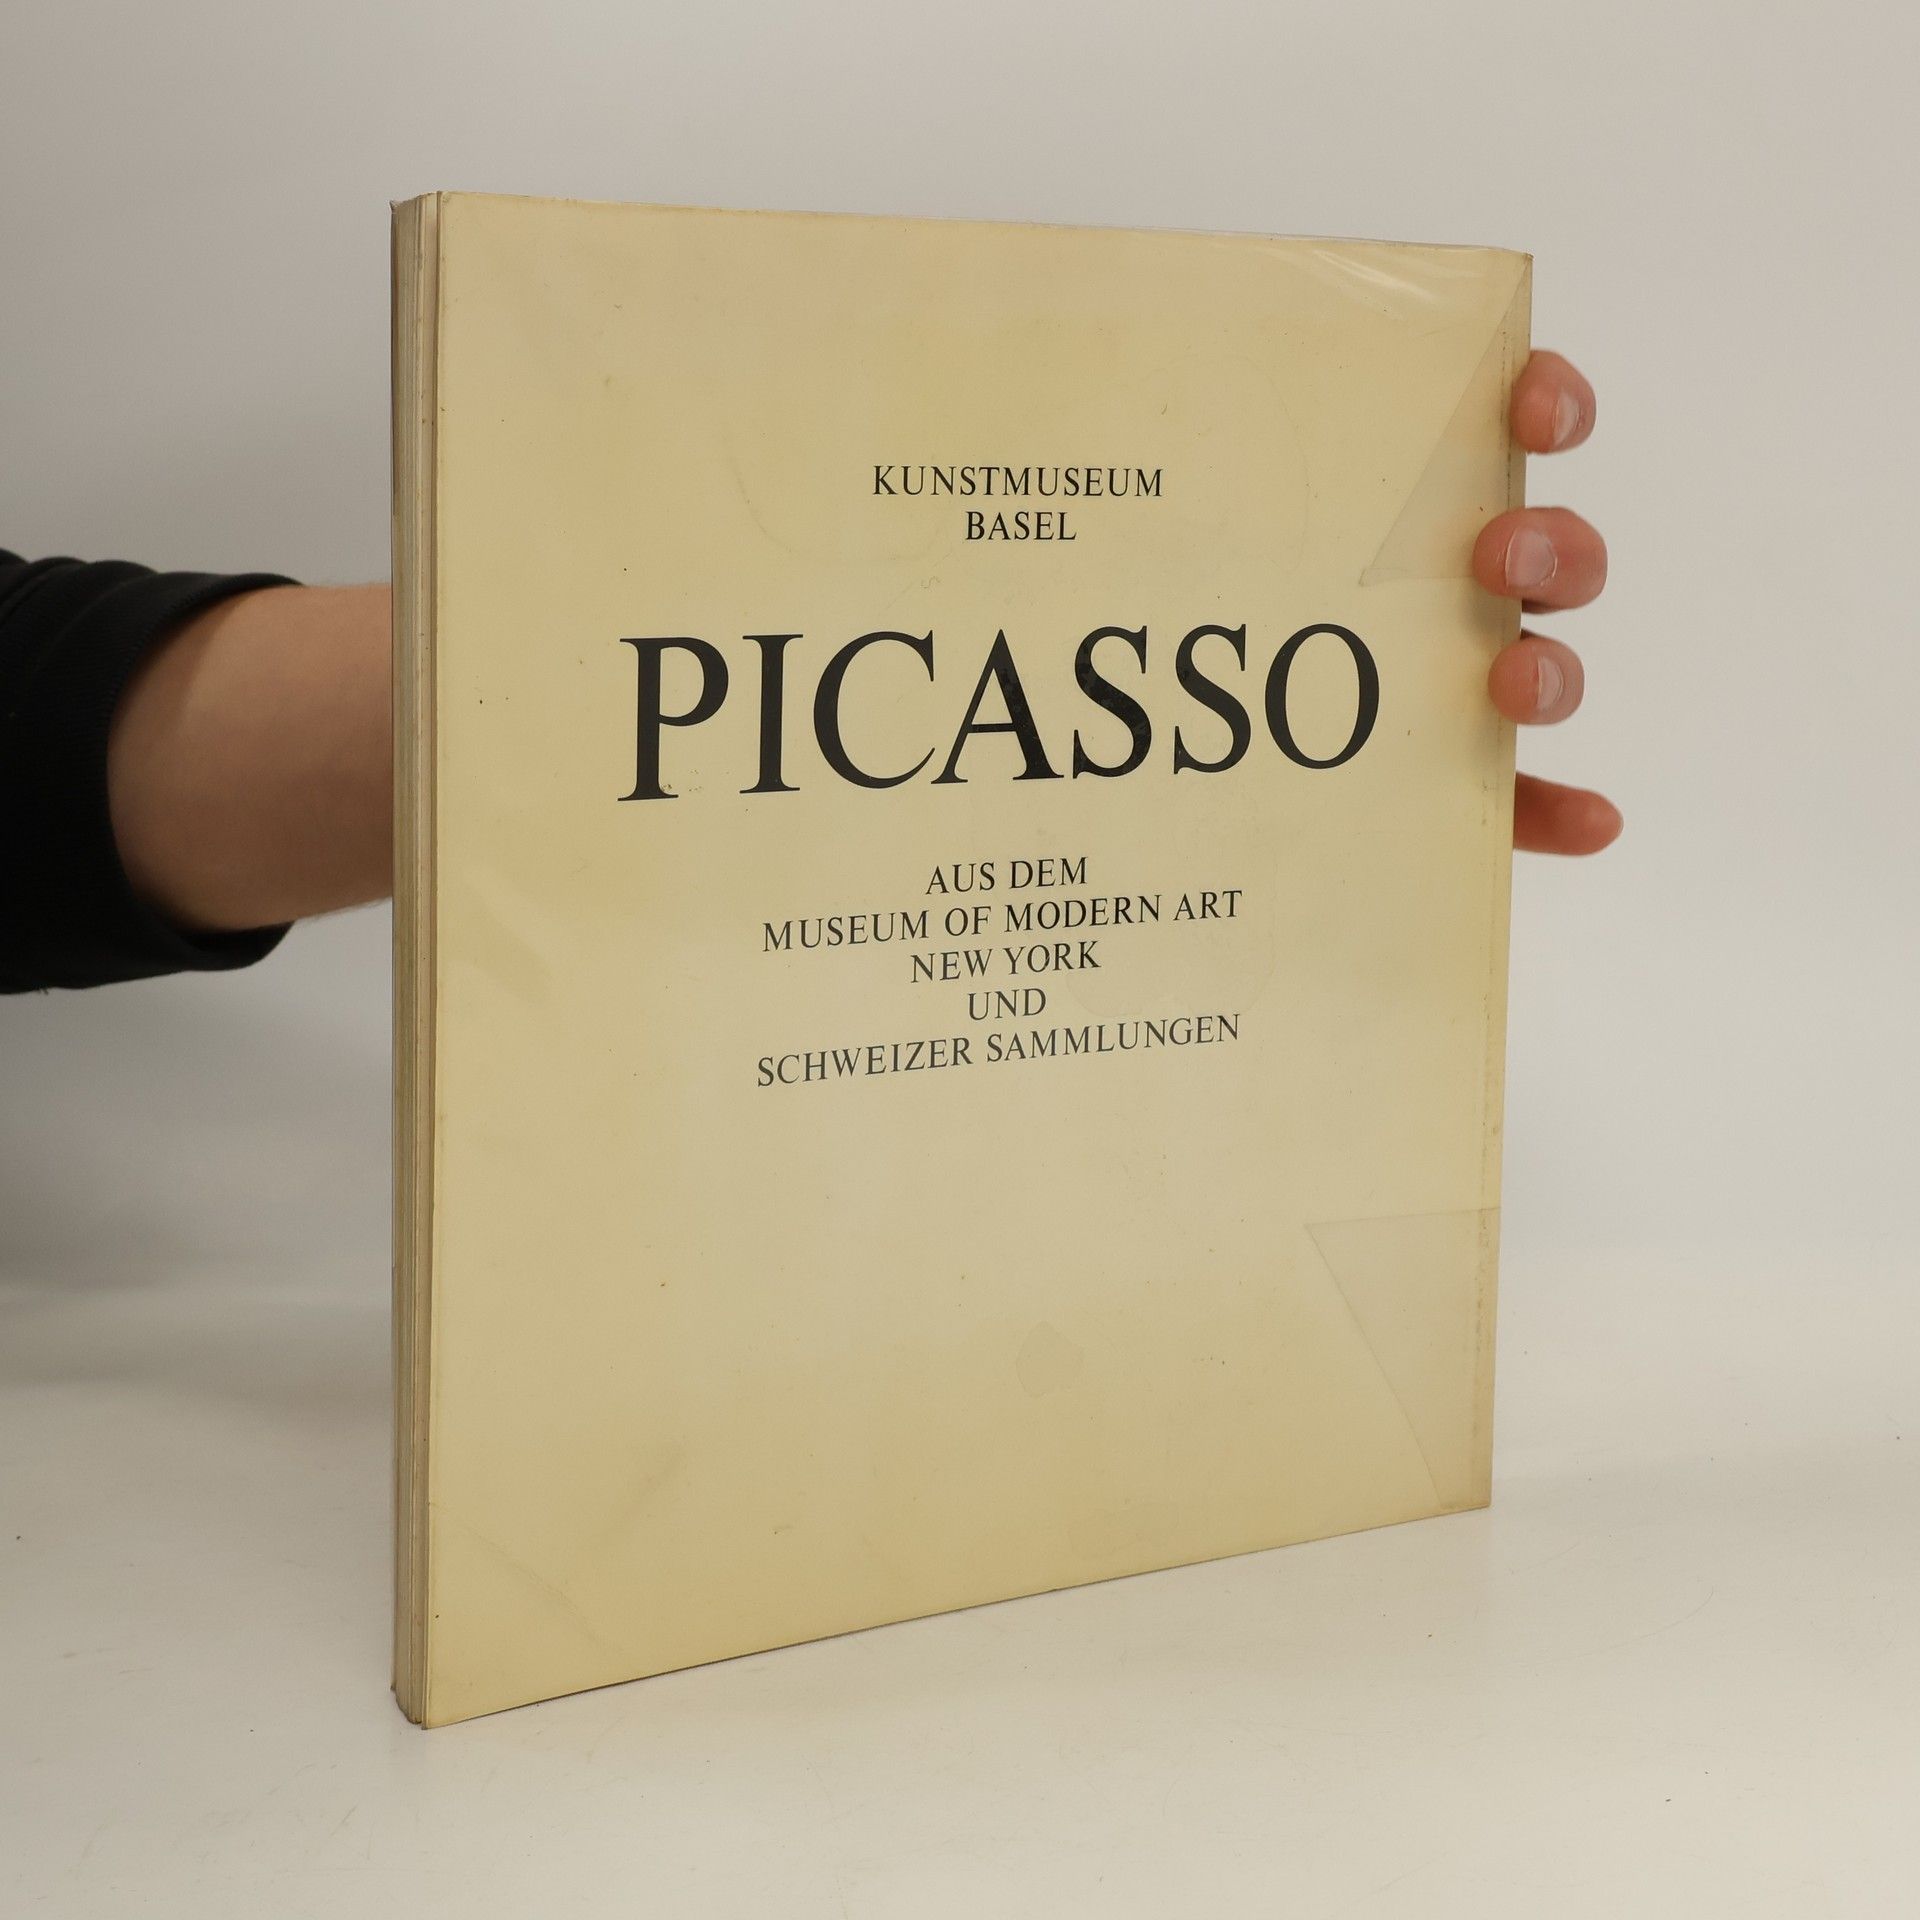 KUNSTMUSEUM
BASEL
PICASSO
AUS DEM
MUSEUM OF MODERN ART
NEW YORK
UND
SCHWEIZER SAMMLUNGEN